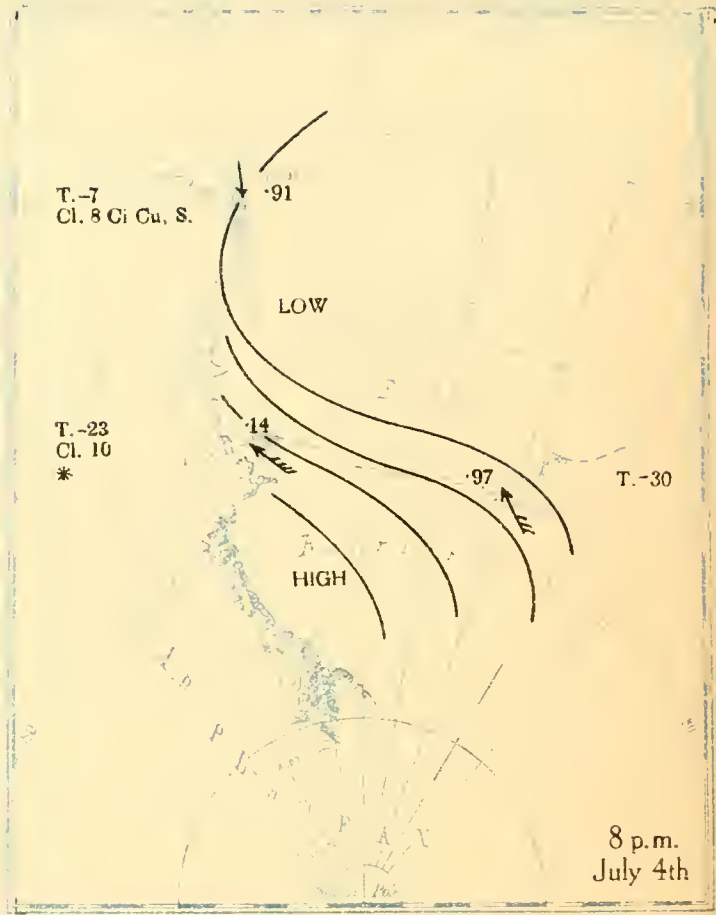 T.-7
Cl. 8 Ci Cu, S.
·91
LOW
T.-23
Cl. 10
*
·14
·97
T.-30
HIGH
8 p.m.
July 4th